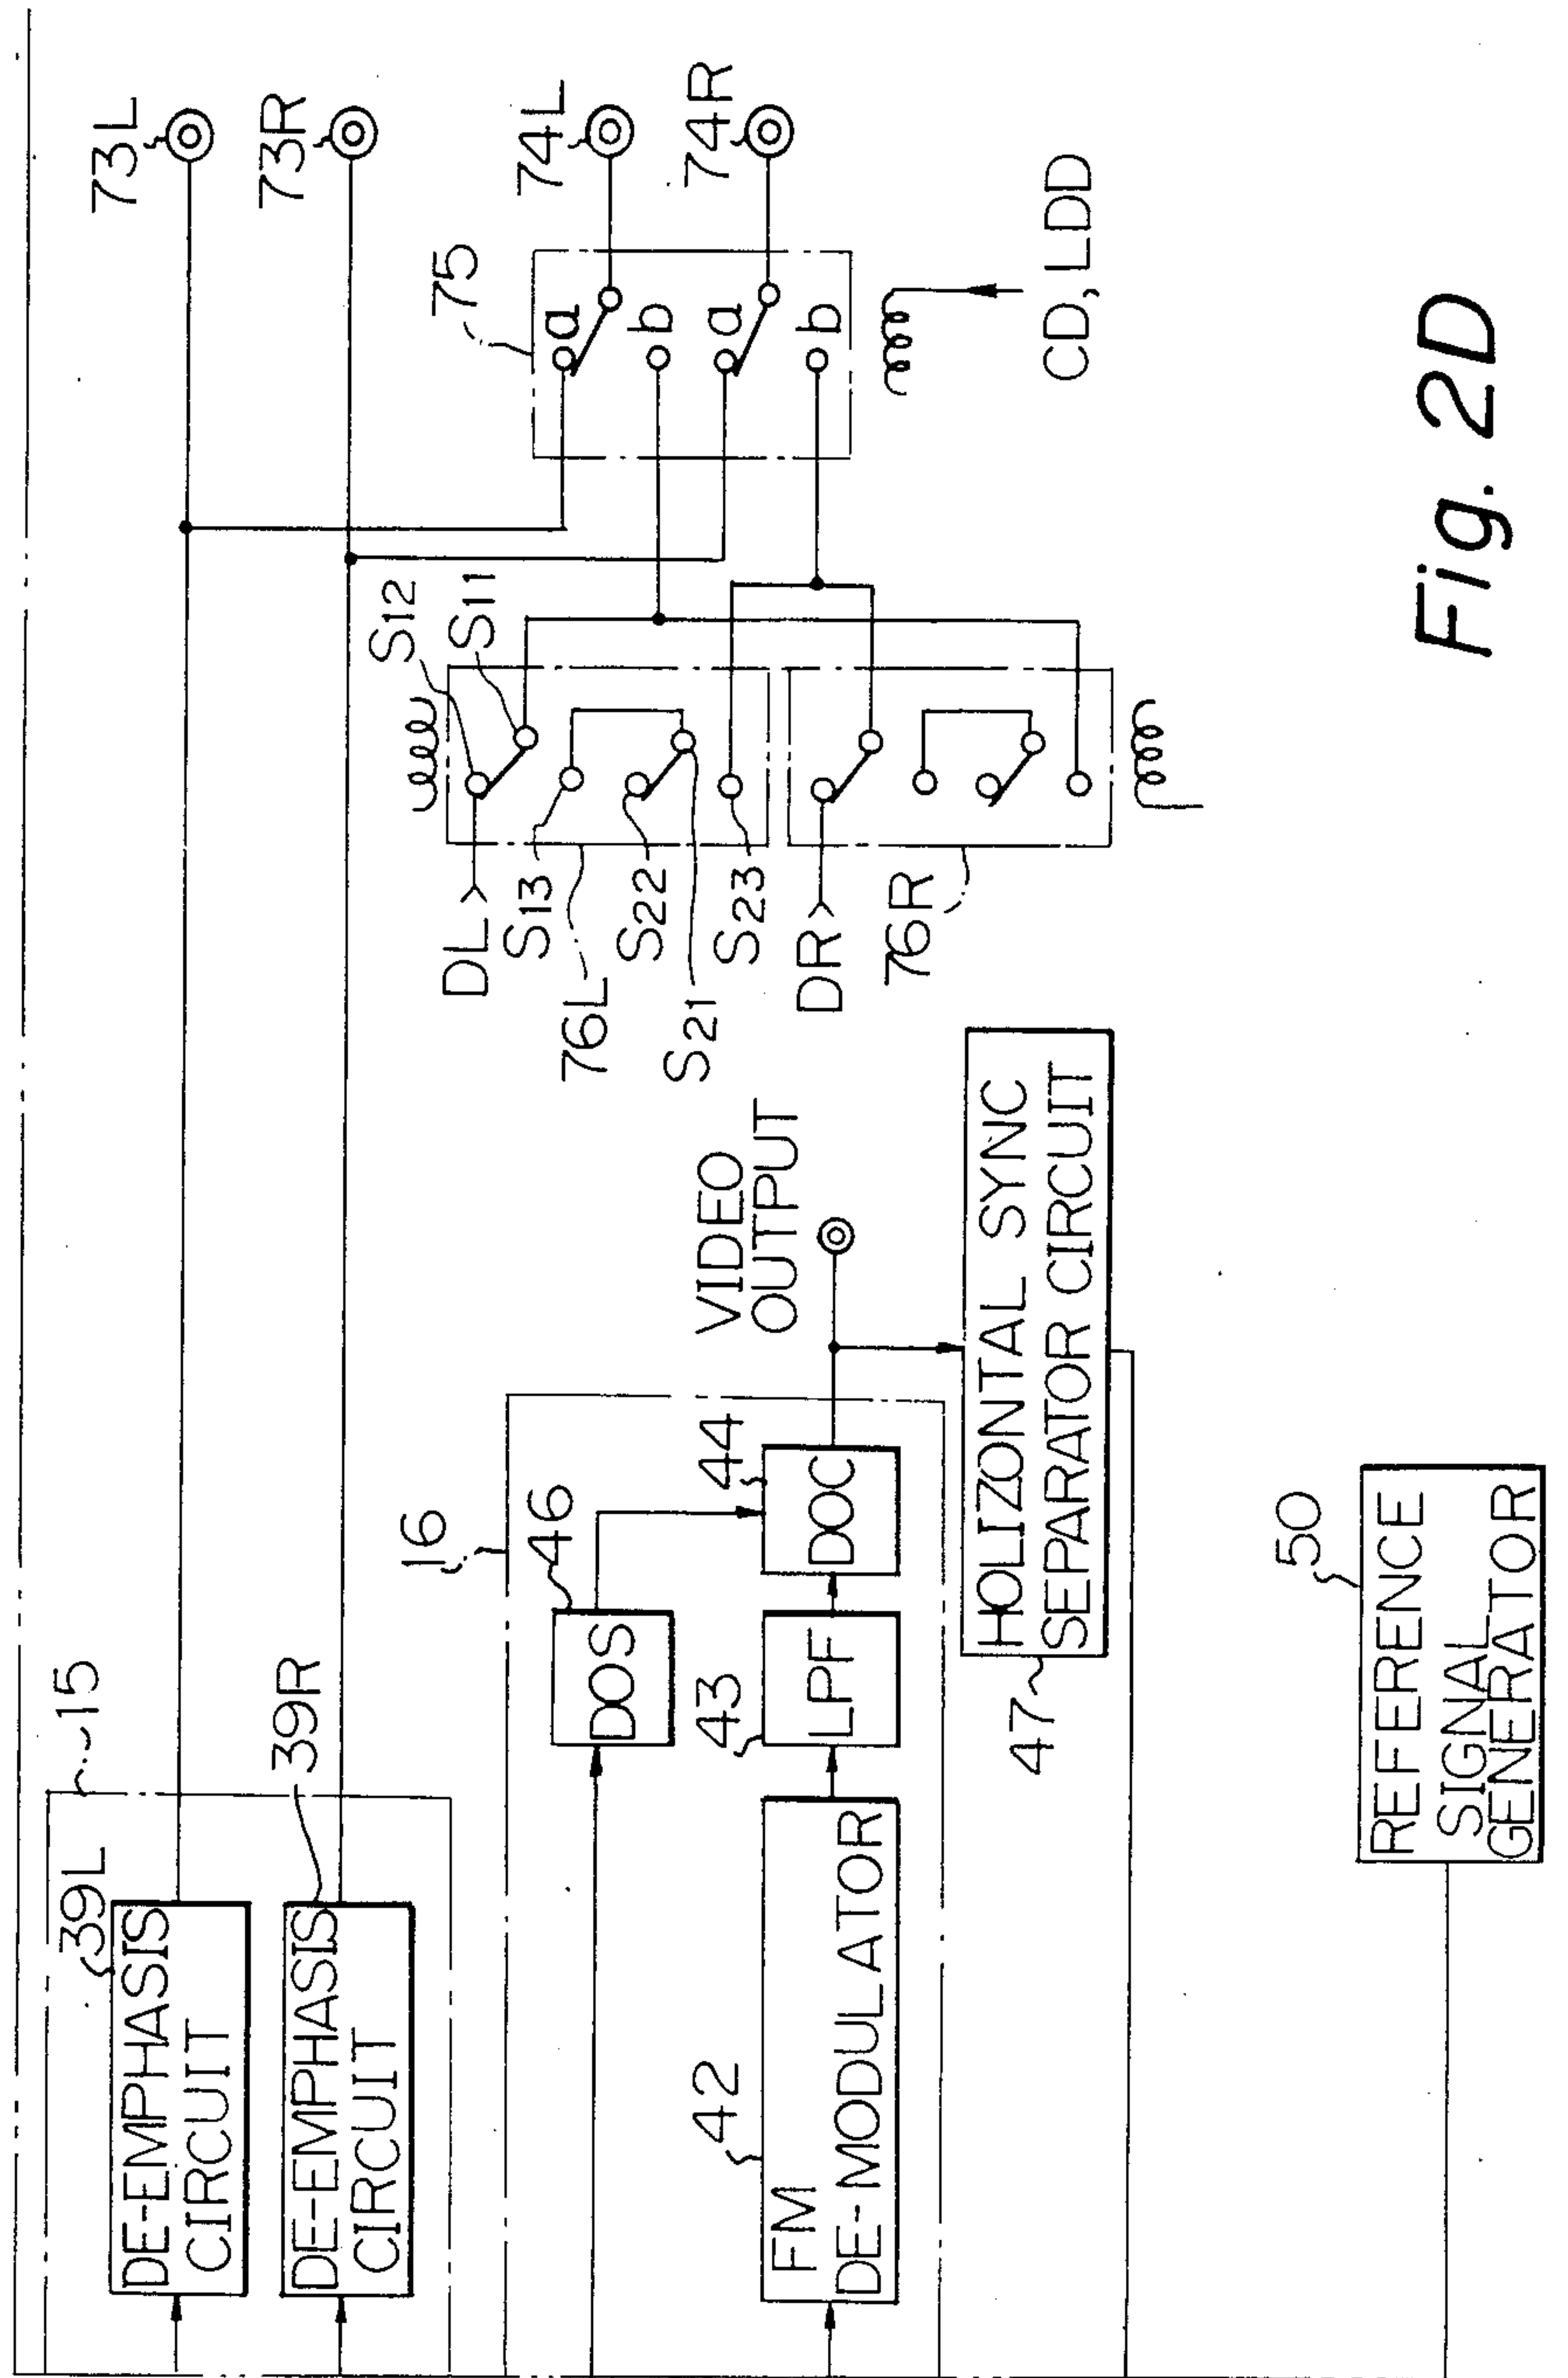 73L
73R
74L
74R
75
a
b
a
b
CD, LDD
S12
S11
DL
S13
76L
S22
S21
S23
DR
76R
15
39L
DE-EMPHASIS
CIRCUIT
39R
DE-EMPHASIS
CIRCUIT
16
46
DOS
44
DOC
43
LPF
42
FM
DE-MODULATOR
VIDEO
OUTPUT
47
HOLIZONTAL SYNC
SEPARATOR CIRCUIT
50
REFERENCE
SIGNAL
GENERATOR
Fig. 2D